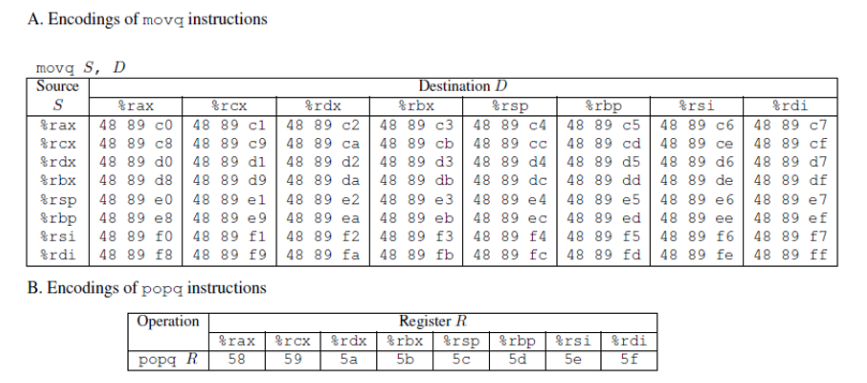 A. Encodings of movq instructions
movq S, D
Source Destination D
S %rax %rcx %rdx %rbx %rsp %rbp %rsi %rdi
%rax 48 89 c0 48 89 c1 48 89 c2 48 89 c3 48 89 c4 48 89 c5 48 89 c6 48 89 c7
%rcx 48 89 c8 48 89 c9 48 89 ca 48 89 cb 48 89 cc 48 89 cd 48 89 ce 48 89 cf
%rdx 48 89 d0 48 89 d1 48 89 d2 48 89 d3 48 89 d4 48 89 d5 48 89 d6 48 89 d7
%rbx 48 89 d8 48 89 d9 48 89 da 48 89 db 48 89 dc 48 89 dd 48 89 de 48 89 df
%rsp 48 89 e0 48 89 e1 48 89 e2 48 89 e3 48 89 e4 48 89 e5 48 89 e6 48 89 e7
%rbp 48 89 e8 48 89 e9 48 89 ea 48 89 eb 48 89 ec 48 89 ed 48 89 ee 48 89 ef
%rsi 48 89 f0 48 89 f1 48 89 f2 48 89 f3 48 89 f4 48 89 f5 48 89 f6 48 89 f7
%rdi 48 89 f8 48 89 f9 48 89 fa 48 89 fb 48 89 fc 48 89 fd 48 89 fe 48 89 ff
B. Encodings of popq instructions
Operation Register R
%rax %rcx %rdx %rbx %rsp %rbp %rsi %rdi
popq R 58 59 5a 5b 5c 5d 5e 5f